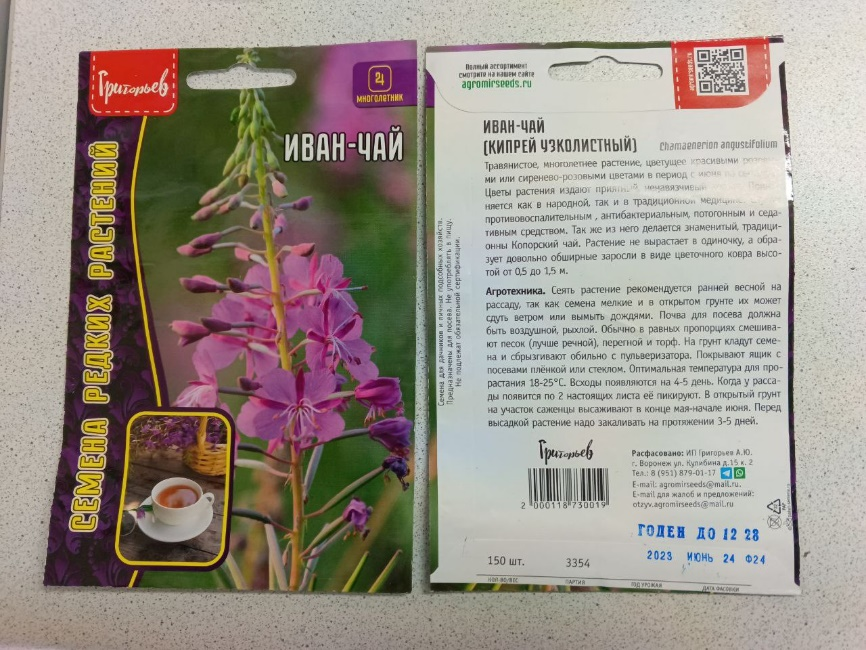 Григорьев
4
МНОГОЛЕТНИК
ИВАН-ЧАЙ
СЕМЕНА РЕДКИХ РАСТЕНИЙ
Полный ассортимент
смотрите на нашем сайте
agromirseeds.ru
ИВАН-ЧАЙ
(КИПРЕЙ УЗКОЛИСТНЫЙ)
Chamaenerion angustifolium
Травянистое, многолетнее растение, цветущее красивыми
ми или сиренево-розовыми цветами в период с июня
Цветы растения издают приятный, ненавязчивый
няется как в народной, так и в традиционной медицине
противовоспалительным , антибактериальным, потогонным и седа-
тивным средством. Так же из него делается знаменитый, традици-
онны Копорский чай. Растение не вырастает в одиночку, а обра-
зует довольно обширные заросли в виде цветочного ковра высо-
той от 0,5 до 1,5 м.
Агротехника. Сеять растение рекомендуется ранней весной на
рассаду, так как семена мелкие и в открытом грунте их может
сдуть ветром или вымыть дождями. Почва для посева должна
быть воздушной, рыхлой. Обычно в равных пропорциях смешива-
ют песок (лучше речной), перегной и торф. На грунт кладут семе-
на и сбрызгивают обильно с пульверизатора. Покрывают ящик с
посевами плёнкой или стеклом. Оптимальная температура для про-
растания 18-25°С. Всходы появляются на 4-5 день. Когда у расса-
ды появится по 2 настоящих листа её пикируют. В открытый грунт
на участок саженцы высаживают в конце мая-начале июня. Перед
высадкой растение надо закаливать на протяжении 3-5 дней.
Семена для дачников и личных подсобных хозяйств.
Предназначены для посева. Не употреблять в пищу.
Не подлежат обязательной сертификации.
Григорьев
2 000118 730019
Расфасовано: ИП Григорьев А.Ю.
г. Воронеж ул. Кулибина д.15 к. 2
Тел.: 8 (951) 879-01-17
E-mail: agromirseeds@mail.ru.
E-mail для жалоб и предложений:
otzyv.agromirseeds@mail.ru
ГОДЕН ДО 12 28
2023 ИЮНЬ 24 Ф24
150 шт.
3354
КОЛ-ВО/ВЕС
ПАРТИЯ
ГОД УРОЖАЯ
ДАТА ФАСОВКИ